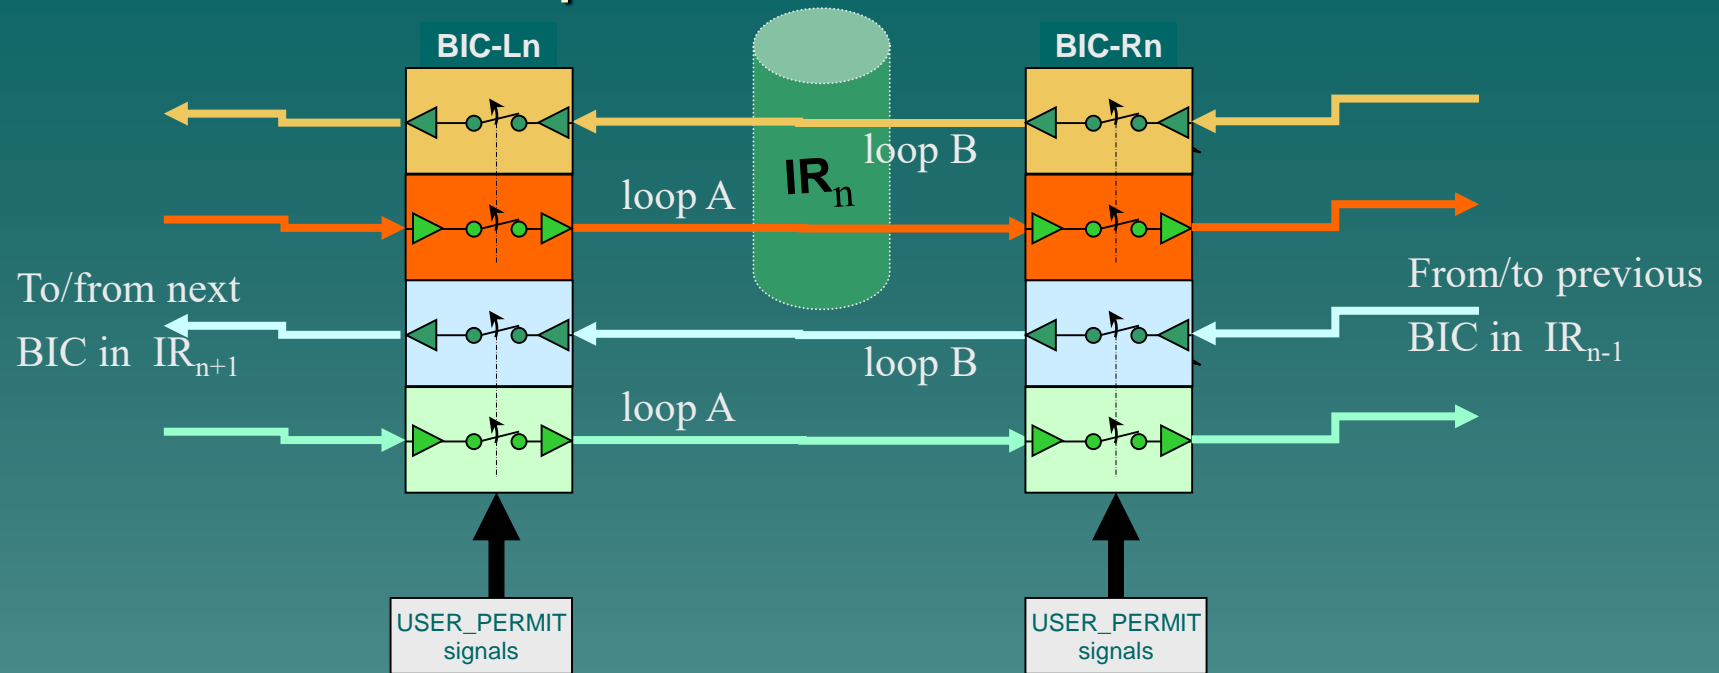 BIC-Ln
BIC-Rn
loop B
IRn
loop A
To/from next
BIC in IRn+1
From/to previous
BIC in IRn-1
loop B
loop A
USER_PERMIT
signals
USER_PERMIT
signals